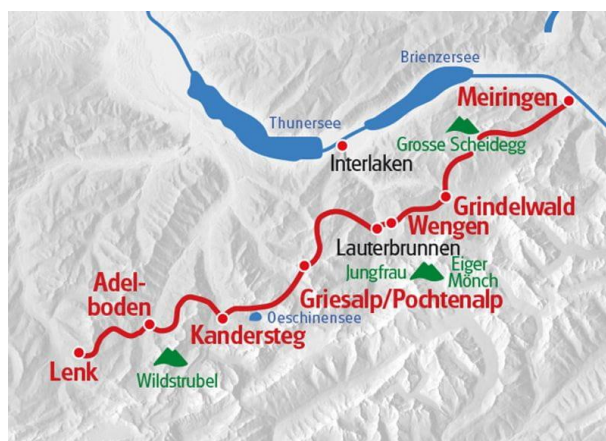 Brienzersee
Meiringen
Thunersee
Grosse Scheidegg
Interlaken
Grindelwald
Wengen
Lauterbrunnen
Jungfrau
Eiger
Mönch
Adel-
boden
Griesalp/Pochtenalp
Oeschinensee
Kandersteg
Lenk
Wildstrubel